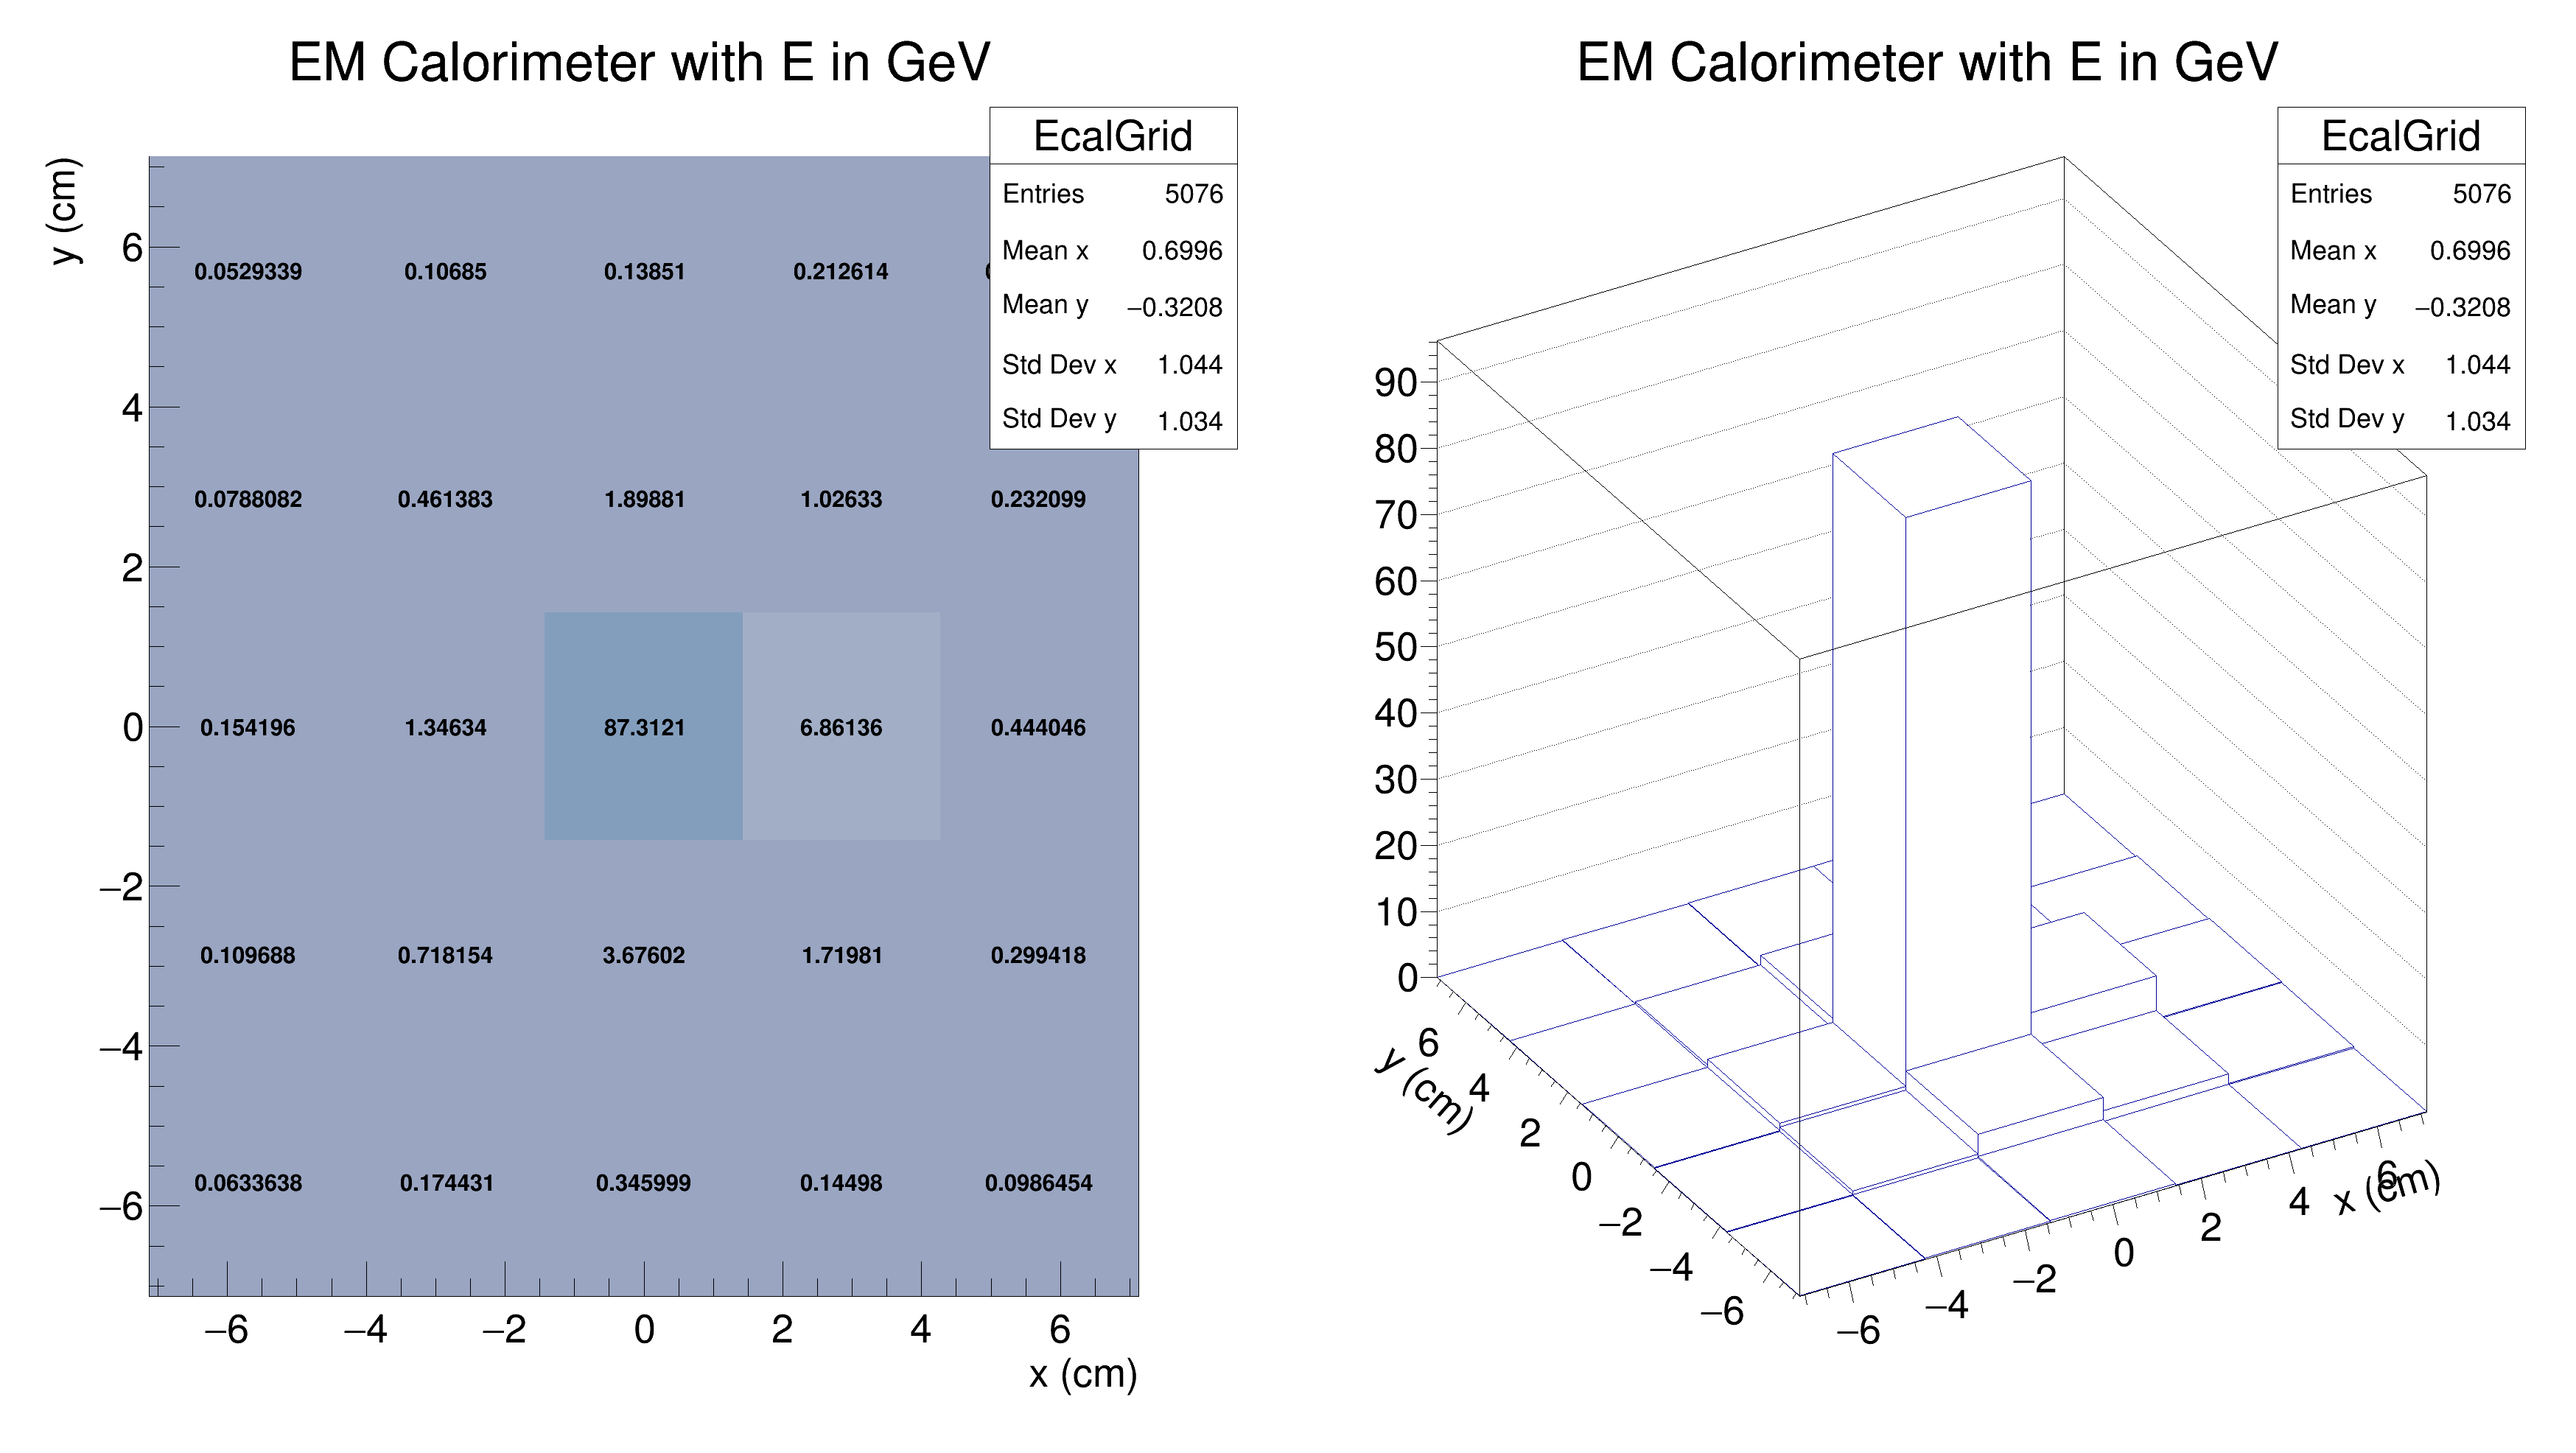 EM Calorimeter with E in GeV
EcalGrid
Entries 5076
Mean x 0.6996
Mean y −0.3208
Std Dev x 1.044
Std Dev y 1.034
y (cm)
6
4
2
0
−2
−4
−6
0.0529339 0.10685 0.13851 0.212614
0.0788082 0.461383 1.89881 1.02633 0.232099
0.154196 1.34634 87.3121 6.86136 0.444046
0.109688 0.718154 3.67602 1.71981 0.299418
0.0633638 0.174431 0.345999 0.14498 0.0986454
−6 −4 −2 0 2 4 6
x (cm)
EM Calorimeter with E in GeV
EcalGrid
Entries 5076
Mean x 0.6996
Mean y −0.3208
Std Dev x 1.044
Std Dev y 1.034
90
80
70
60
50
40
30
20
10
0
6
4
2
0
−2
−4
−6
y (cm)
−6
−4
−2
0
2
4
6
x (cm)